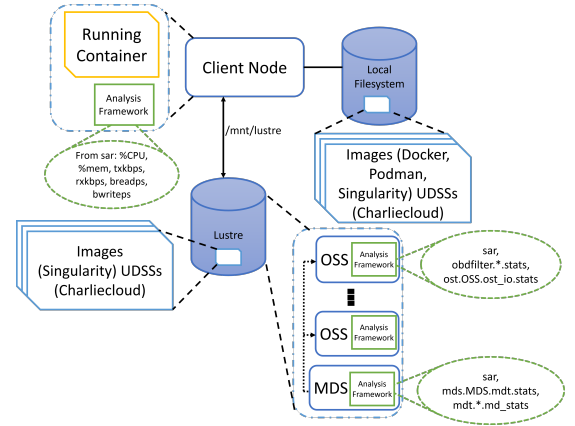 Running
Container
Analysis
Framework
From sar: %CPU,
%mem, txkbps,
rxkbps, breadps,
bwriteps
Client Node
Local
Filesystem
/mnt/lustre
Images (Docker,
Podman,
Singularity) UDSSs
(Charliecloud)
Lustre
Images
(Singularity) UDSSs
(Charliecloud)
OSS
Analysis
Framework
sar,
obdfilter.*.stats,
ost.OSS.ost_io.stats
OSS
Analysis
Framework
MDS
Analysis
Framework
sar,
mds.MDS.mdt.stats,
mdt.*.md_stats